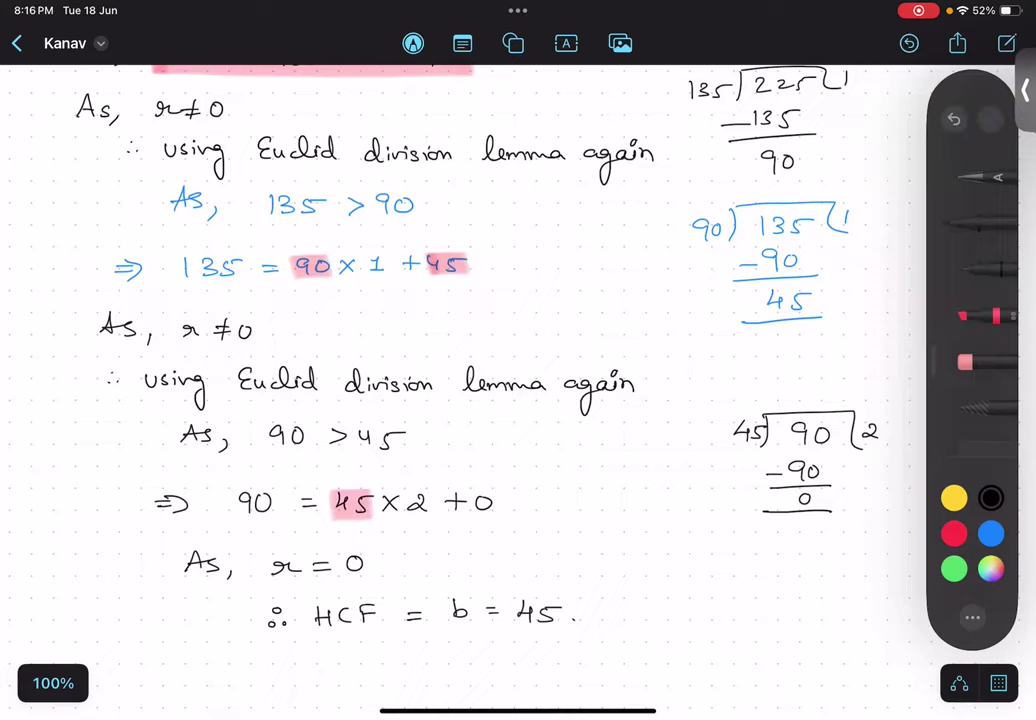 8:16 PM Tue 18 Jun
52%
Kanav
As, r ≠ 0
∴ using Euclid division lemma again
As, 135 > 90
⇒ 135 = 90 × 1 + 45
As, r ≠ 0
∴ using Euclid division lemma again
As, 90 > 45
⇒ 90 = 45 × 2 + 0
As, r = 0
∴ HCF = b = 45.
135) 225 (1
−135
90
90) 135 (1
−90
45
45) 90 (2
−90
0
A
A
100%